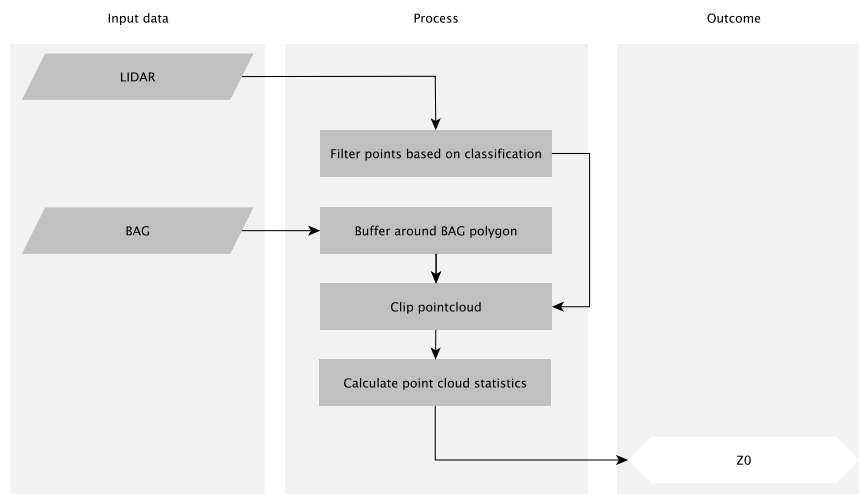 Input data
Process
Outcome
LIDAR
Filter points based on classification
BAG
Buffer around BAG polygon
Clip pointcloud
Calculate point cloud statistics
Z0